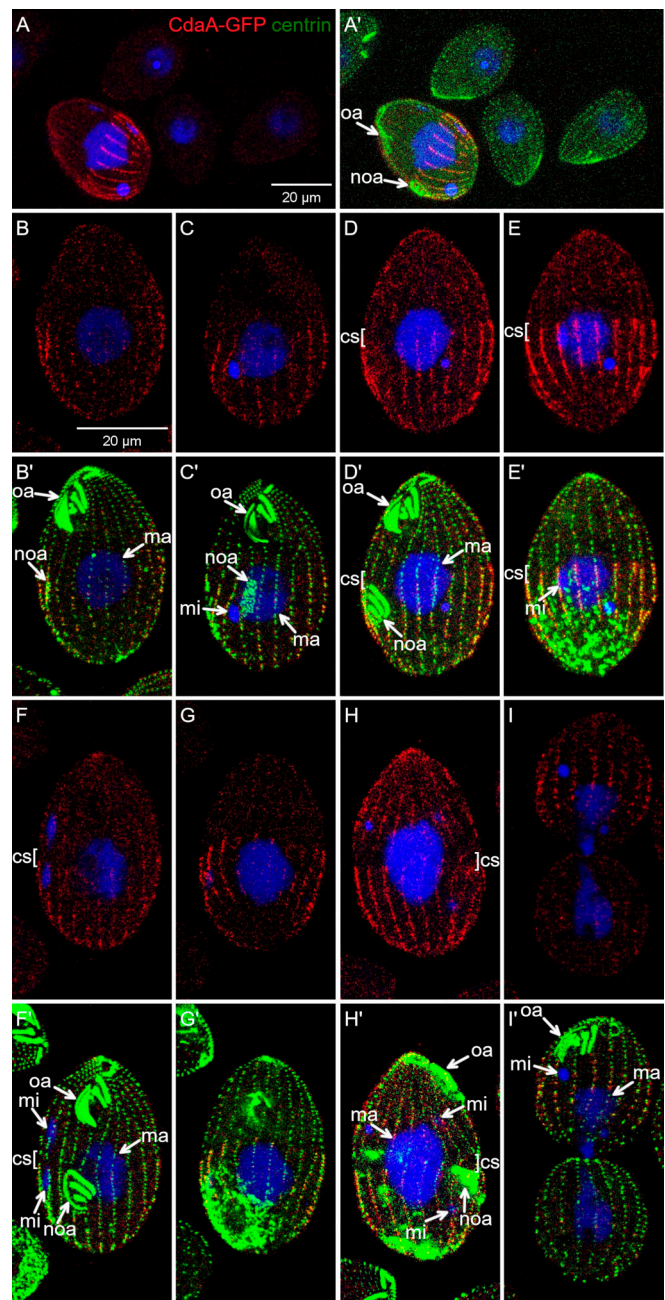 A CdaA-GFP centrin A'
oa
noa
20 µm
B C D E
cs[ cs[
20 µm
B' C' D' E'
oa oa oa
noa ma noa ma
cs[ cs[
mi mi
ma noa
F G H I
cs[ ]cs
F' G' H' I'
oa oa oa
mi ma ma mi mi ma
cs[ ]cs
mi noa mi noa